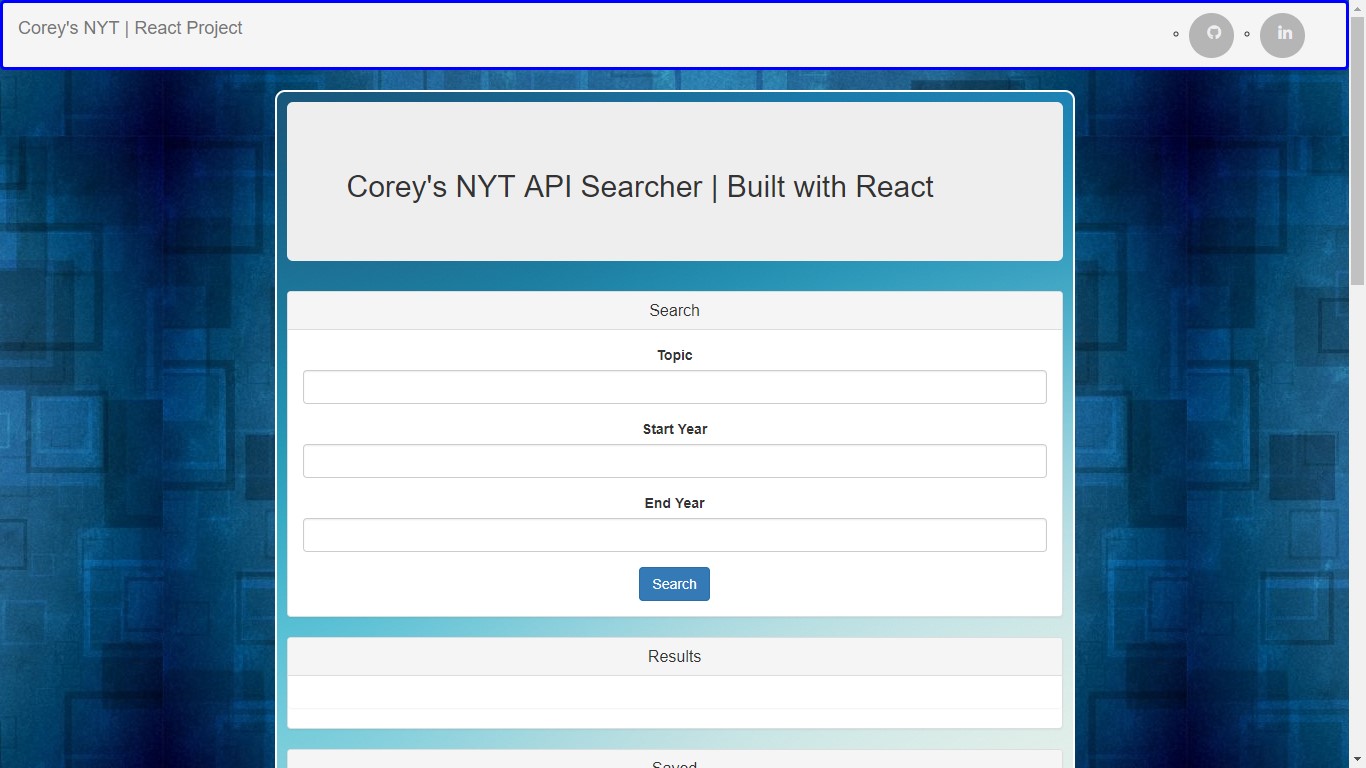 Corey's NYT | React Project
in
Corey's NYT API Searcher | Built with React
Search
Topic
Start Year
End Year
Search
Results
Saved